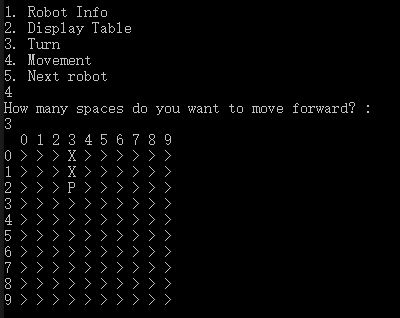 1. Robot Info
2. Display Table
3. Turn
4. Movement
5. Next robot
4
How many spaces do you want to move forward? :
3
  0 1 2 3 4 5 6 7 8 9
0 > > > X > > > > > >
1 > > > X > > > > > >
2 > > > P > > > > > >
3 > > > > > > > > > >
4 > > > > > > > > > >
5 > > > > > > > > > >
6 > > > > > > > > > >
7 > > > > > > > > > >
8 > > > > > > > > > >
9 > > > > > > > > > >